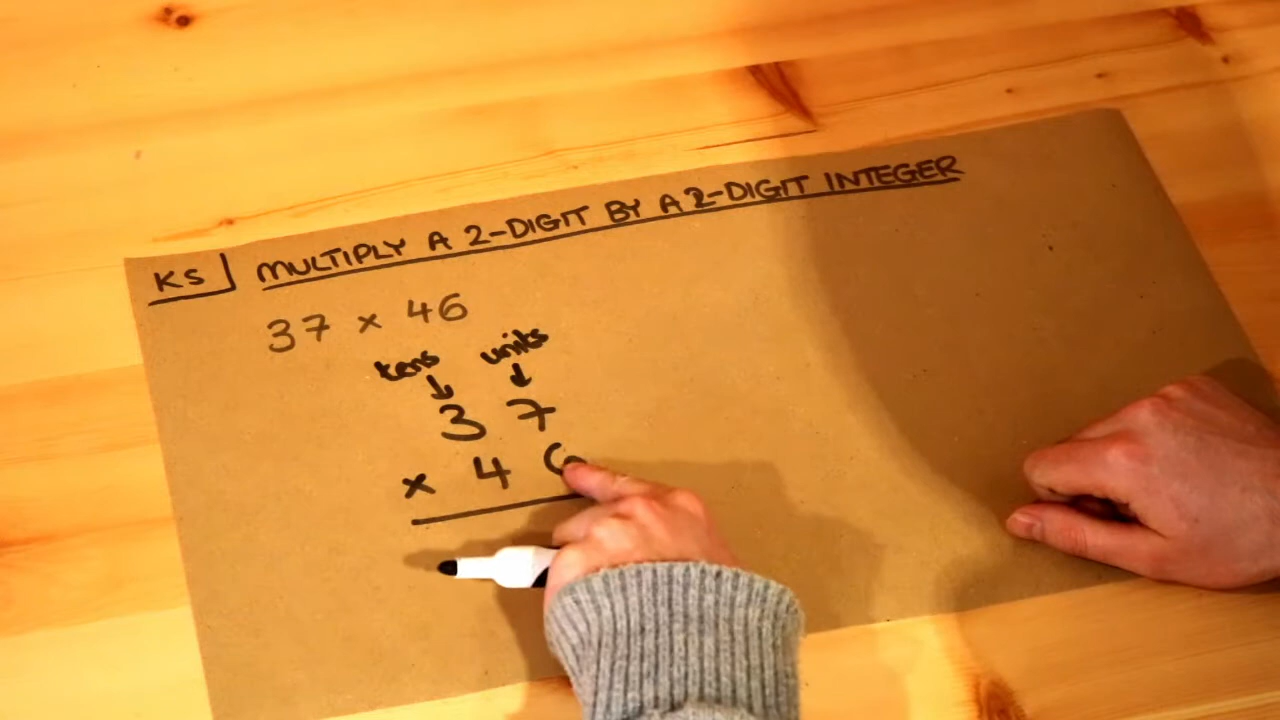 KS MULTIPLY A 2-DIGIT BY A 2-DIGIT INTEGER
37 × 46
tens units
↓ ↓
3 7
× 4 6